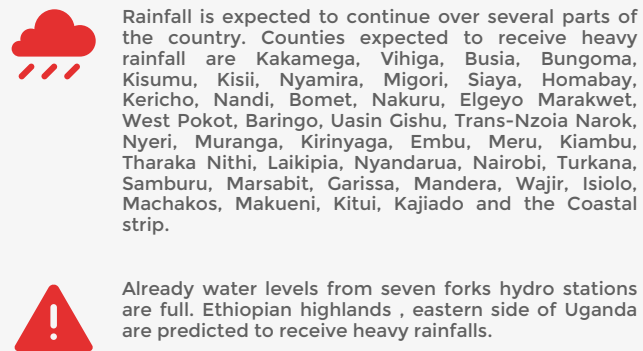 Rainfall is expected to continue over several parts of
the country. Counties expected to receive heavy
rainfall are Kakamega, Vihiga, Busia, Bungoma,
Kisumu, Kisii, Nyamira, Migori, Siaya, Homabay,
Kericho, Nandi, Bomet, Nakuru, Elgeyo Marakwet,
West Pokot, Baringo, Uasin Gishu, Trans-Nzoia Narok,
Nyeri, Muranga, Kirinyaga, Embu, Meru, Kiambu,
Tharaka Nithi, Laikipia, Nyandarua, Nairobi, Turkana,
Samburu, Marsabit, Garissa, Mandera, Wajir, Isiolo,
Machakos, Makueni, Kitui, Kajiado and the Coastal
strip.
Already water levels from seven forks hydro stations
are full. Ethiopian highlands , eastern side of Uganda
are predicted to receive heavy rainfalls.